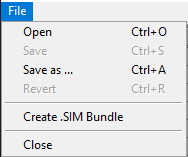 File
Open Ctrl+O
Save Ctrl+S
Save as ... Ctrl+A
Revert Ctrl+R
Create .SIM Bundle
Close